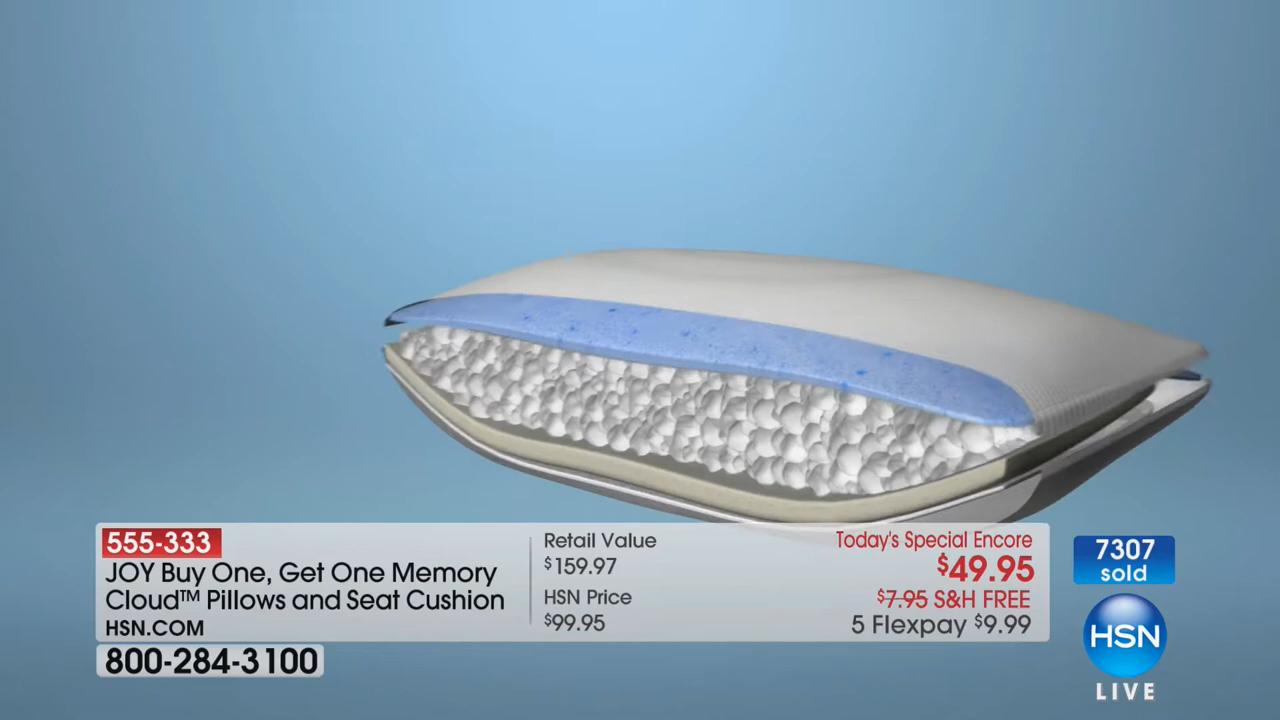 555-333
JOY Buy One, Get One Memory
Cloud™ Pillows and Seat Cushion
HSN.COM
800-284-3100
Retail Value
$159.97
HSN Price
$99.95
Today's Special Encore
$49.95
$7.95 S&H FREE
5 Flexpay $9.99
7307
sold
HSN
LIVE